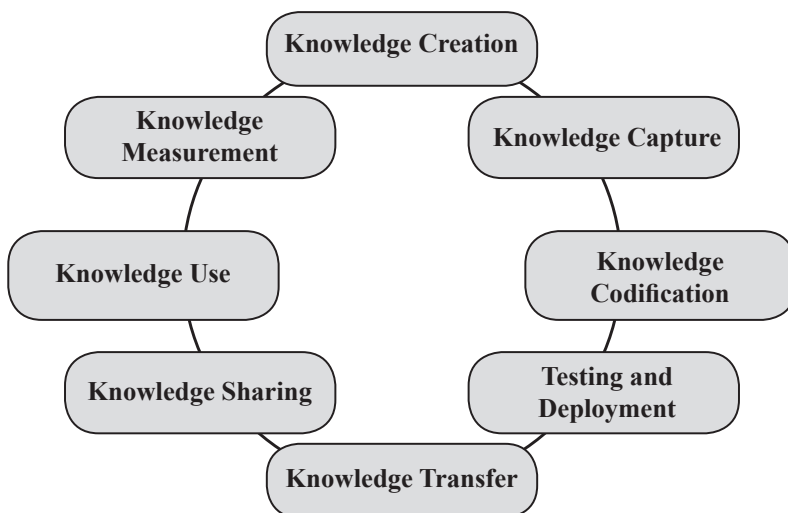 Knowledge Creation
Knowledge Capture
Knowledge
Codification
Testing and
Deployment
Knowledge Transfer
Knowledge Sharing
Knowledge Use
Knowledge
Measurement